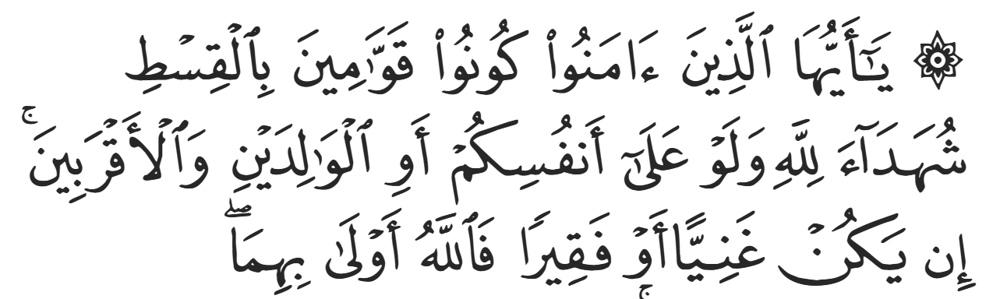 ۞ يَٰٓأَيُّهَا ٱلَّذِينَ ءَامَنُواْ كُونُواْ قَوَّٰمِينَ بِٱلۡقِسۡطِ
شُهَدَآءَ لِلَّهِ وَلَوۡ عَلَىٰٓ أَنفُسِكُمۡ أَوِ ٱلۡوَٰلِدَيۡنِ وَٱلۡأَقۡرَبِينَۚ
إِن يَكُنۡ غَنِيًّا أَوۡ فَقِيرٗا فَٱللَّهُ أَوۡلَىٰ بِهِمَاۖ